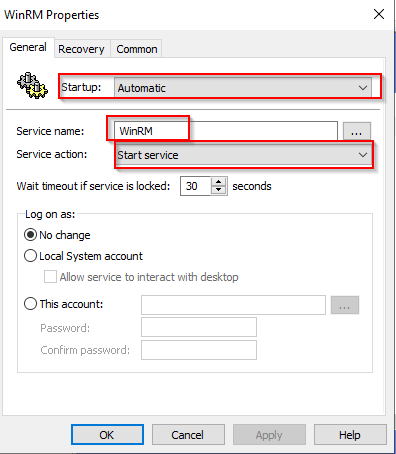 WinRM Properties
General Recovery Common
Startup: Automatic
Service name: WinRM ...
Service action: Start service
Wait timeout if service is locked: 30 seconds
Log on as:
No change
Local System account
Allow service to interact with desktop
This account: ...
Password:
Confirm password:
OK Cancel Apply Help